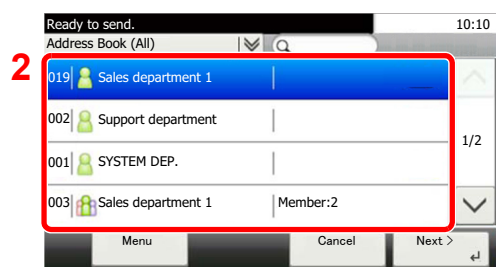 Ready to send. 10:10
Address Book (All)
2
019 Sales department 1
002 Support department
1/2
001 SYSTEM DEP.
003 Sales department 1 Member:2
Menu Cancel Next >